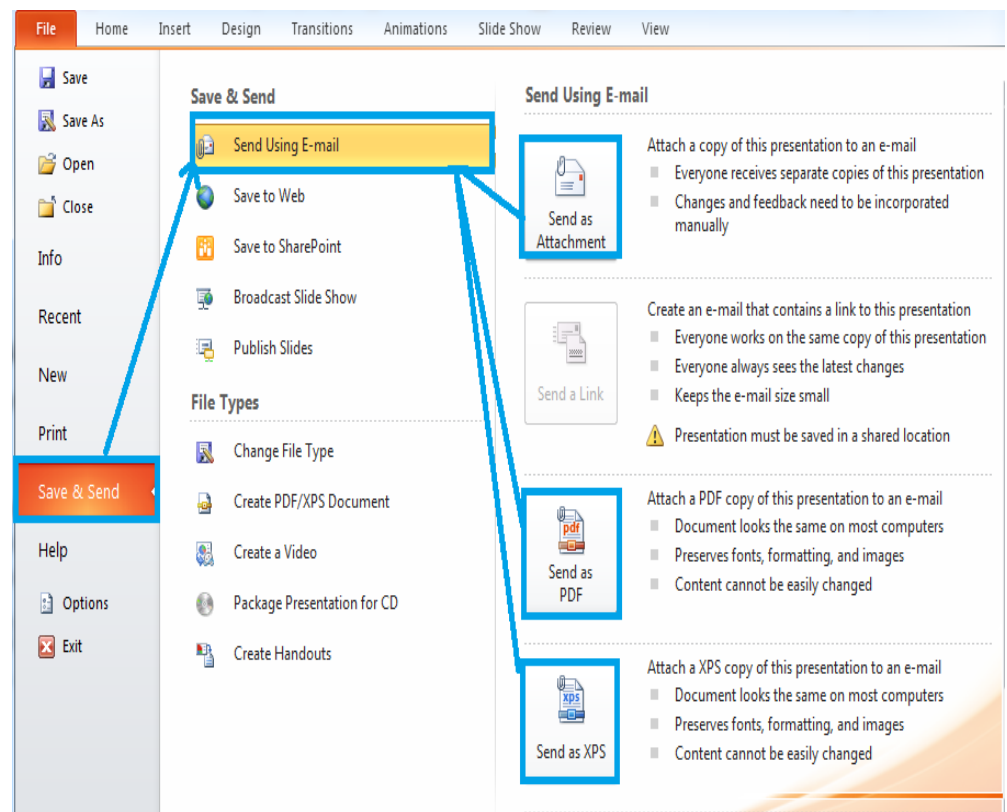 File Home Insert Design Transitions Animations Slide Show Review View
Save
Save As
Open
Close
Info
Recent
New
Print
Save & Send
Help
Options
Exit
Save & Send
Send Using E-mail
Save to Web
Save to SharePoint
Broadcast Slide Show
Publish Slides
File Types
Change File Type
Create PDF/XPS Document
Create a Video
Package Presentation for CD
Create Handouts
Send Using E-mail
Send as
Attachment
Attach a copy of this presentation to an e-mail
Everyone receives separate copies of this presentation
Changes and feedback need to be incorporated
manually
Send a Link
Create an e-mail that contains a link to this presentation
Everyone works on the same copy of this presentation
Everyone always sees the latest changes
Keeps the e-mail size small
Presentation must be saved in a shared location
pdf
Send as
PDF
Attach a PDF copy of this presentation to an e-mail
Document looks the same on most computers
Preserves fonts, formatting, and images
Content cannot be easily changed
xps
Send as XPS
Attach a XPS copy of this presentation to an e-mail
Document looks the same on most computers
Preserves fonts, formatting, and images
Content cannot be easily changed